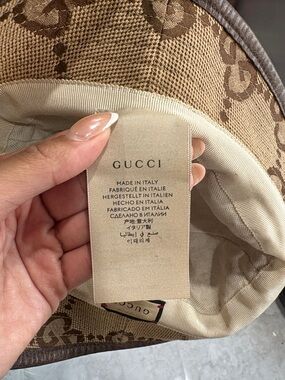 GUCCI
MADE IN ITALY
FABRIQUÉ EN ITALIE
HERGESTELLT IN ITALIEN
HECHO EN ITALIA
FABRICADO EM ITÁLIA
СДЕЛАНО В ИТАЛИИ
产地:意大利
イタリア製
صنع في إيطاليا
이태리제
GUCCI